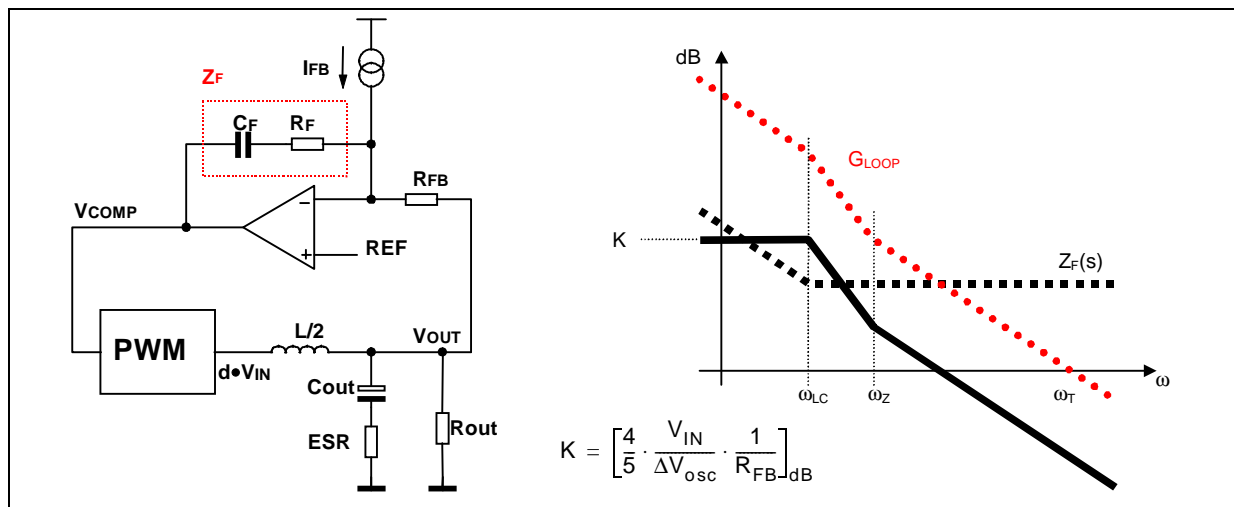 ZF
IFB
CF
RF
RFB
VCOMP
REF
PWM
L/2
VOUT
d•VIN
Cout
ESR
Rout
dB
GLOOP
K
ZF(s)
ωLC
ωZ
ωT
ω
K = [4/5 · VIN/ΔVosc · 1/RFB]dB